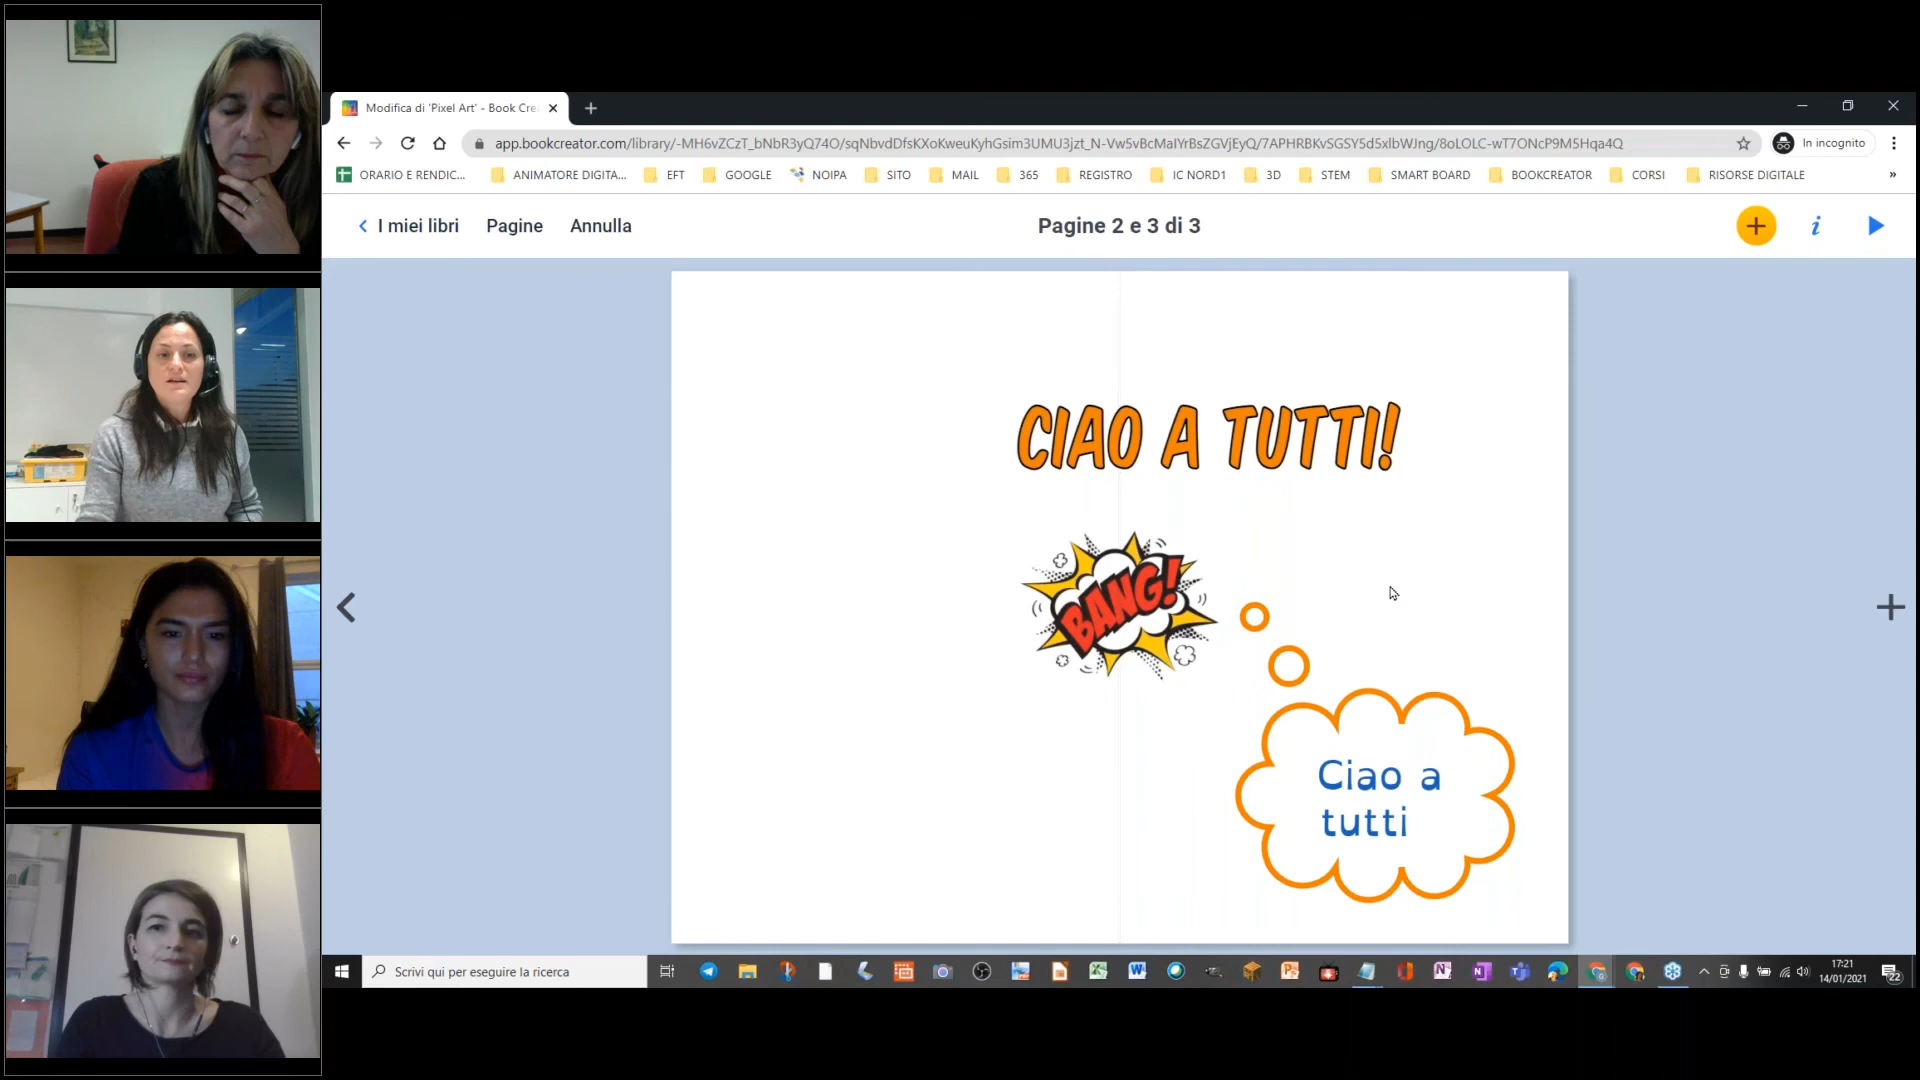 Modifica di 'Pixel Art' - Book Cre
app.bookcreator.com/library/-MH6vZCzT_bNbR3yQ74O/sqNbvdDfsKXoKweuKyhGsim3UMU3jzt_N-Vw5vBcMaIYrBsZGVjEyQ/7APHRBKvSGSY5d5xlbWJng/8oLOLC-wT7ONcP9M5Hqa4Q
In incognito
ORARIO E RENDIC... ANIMATORE DIGITA... EFT GOOGLE NOIPA SITO MAIL 365 REGISTRO IC NORD1 3D STEM SMART BOARD BOOKCREATOR CORSI RISORSE DIGITALE »
I miei libri Pagine Annulla Pagine 2 e 3 di 3
CIAO A TUTTI!
BANG!
Ciao a
tutti
Scrivi qui per eseguire la ricerca
17:21
14/01/2021
22